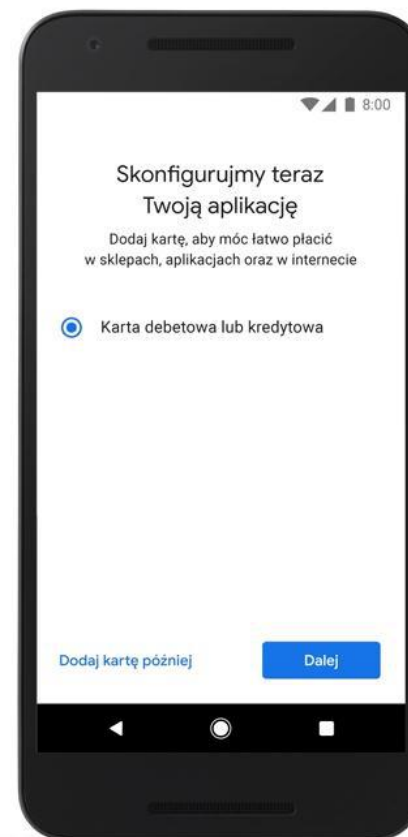 8:00
Skonfigurujmy teraz
Twoją aplikację
Dodaj kartę, aby móc łatwo płacić
w sklepach, aplikacjach oraz w internecie
Karta debetowa lub kredytowa
Dodaj kartę później
Dalej